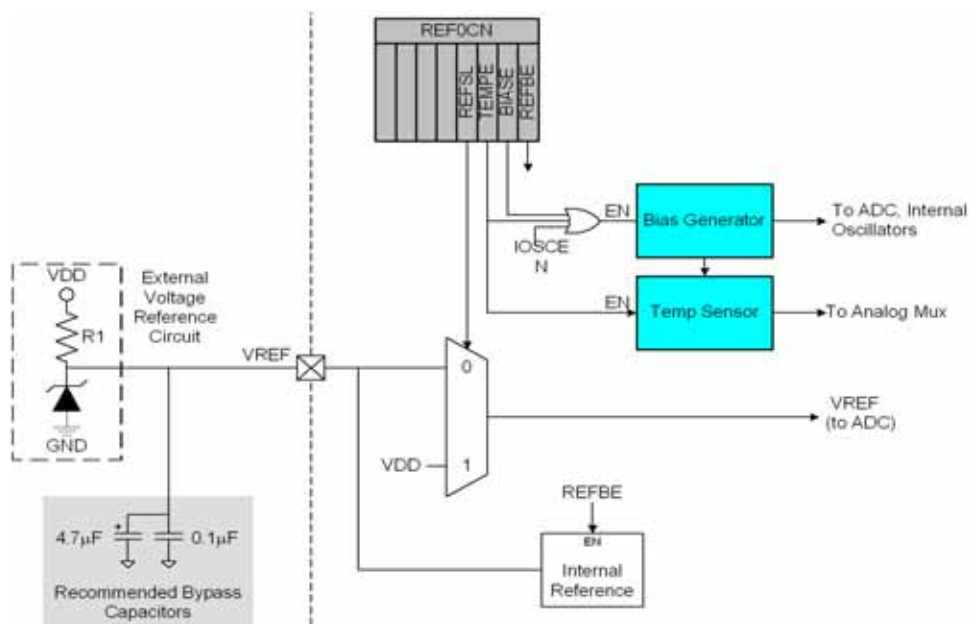 REF0CN
REFSL
TEMPE
BIASE
REFBE
EN
Bias Generator
To ADC, Internal
Oscillators
IOSCE
N
EN
Temp Sensor
To Analog Mux
VDD
R1
GND
External
Voltage
Reference
Circuit
VREF
0
1
VDD
VREF
(to ADC)
REFBE
EN
Internal
Reference
4.7µF
+
0.1µF
Recommended Bypass
Capacitors